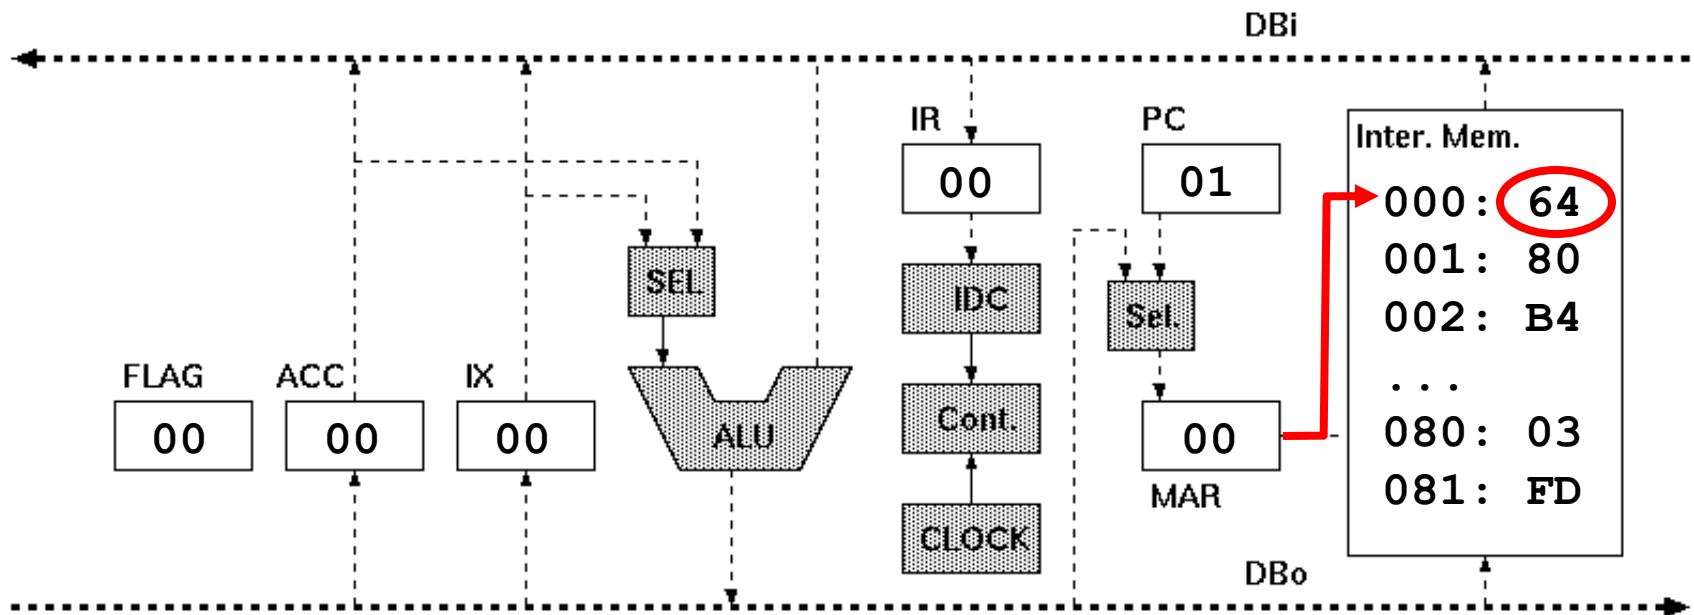 DBi
IR
PC
Inter. Mem.
00
01
000: 64
001: 80
002: B4
...
080: 03
081: FD
SEL
IDC
Sel.
FLAG
ACC
IX
00
00
00
ALU
Cont.
00
MAR
CLOCK
DBo